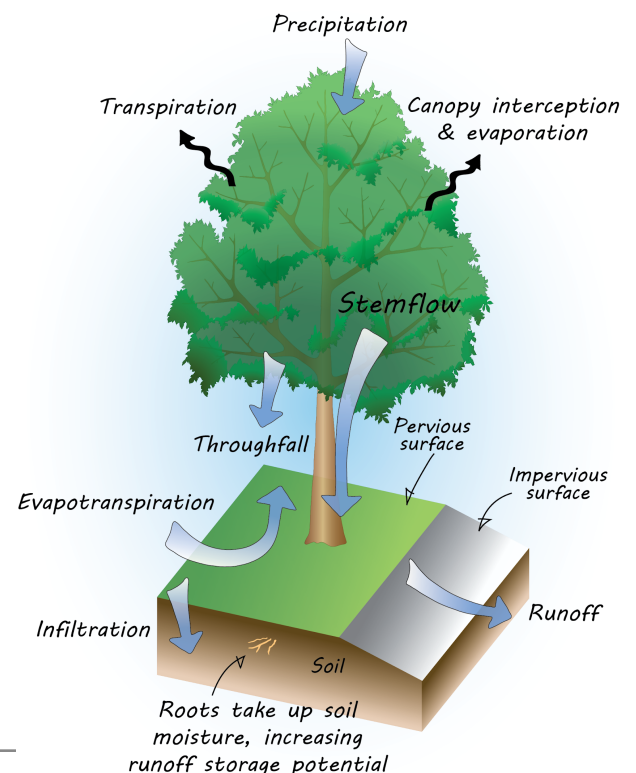 Precipitation
Transpiration
Canopy interception
& evaporation
Stemflow
Throughfall
Pervious
surface
Impervious
surface
Evapotranspiration
Infiltration
Runoff
Soil
Roots take up soil
moisture, increasing
runoff storage potential